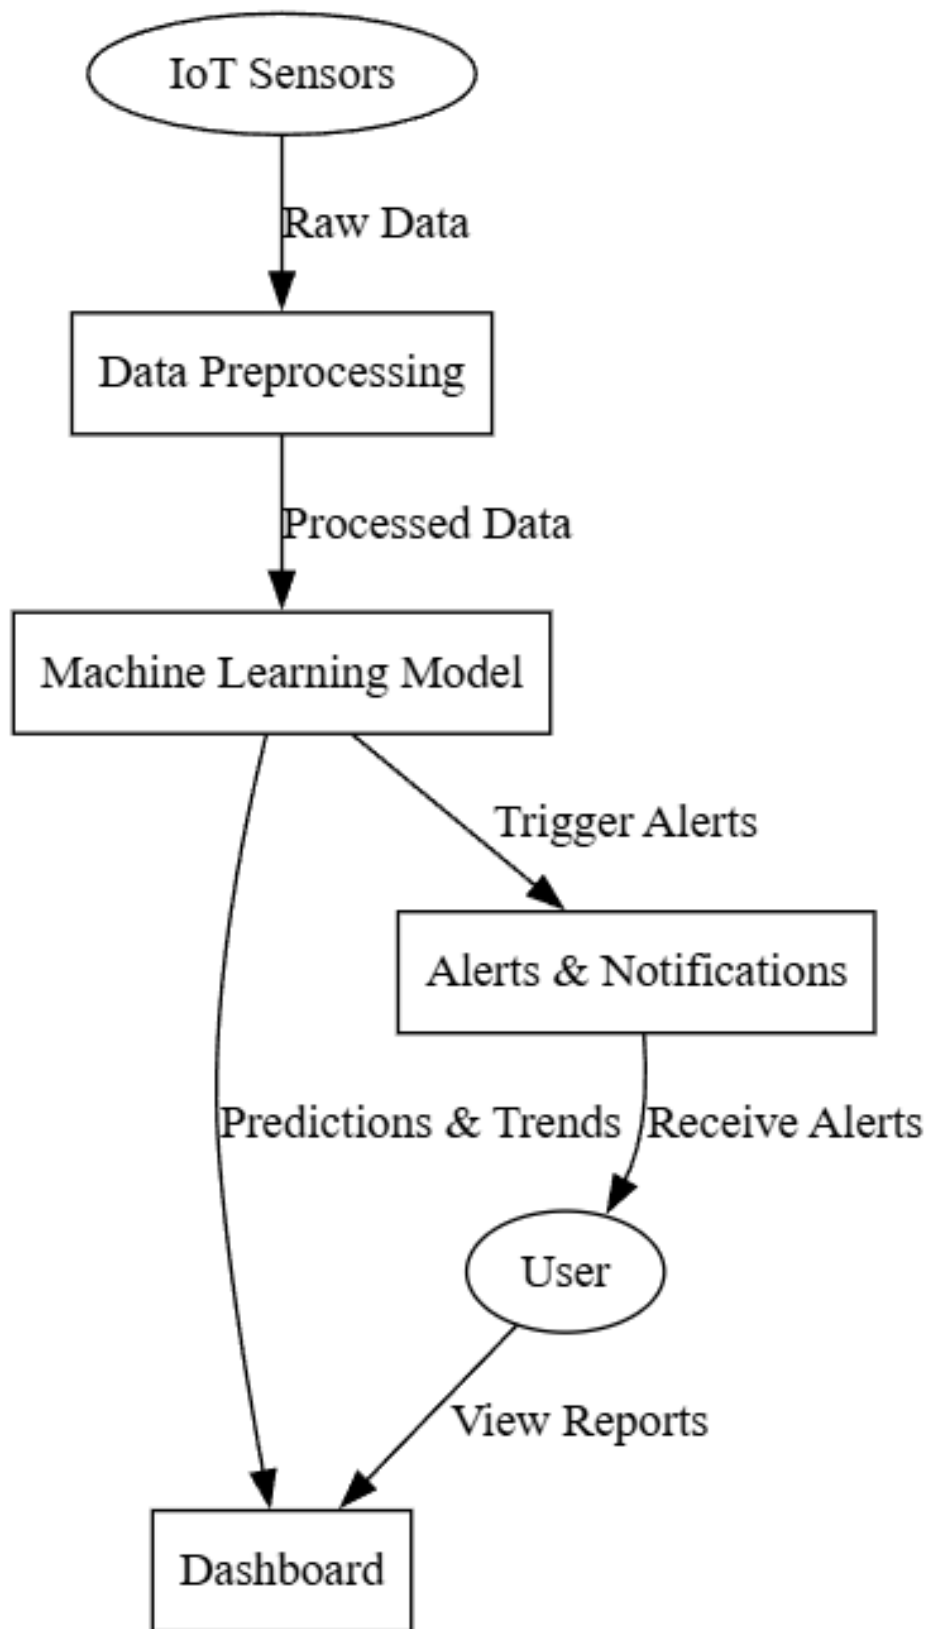 IoT Sensors
Raw Data
Data Preprocessing
Processed Data
Machine Learning Model
Trigger Alerts
Alerts & Notifications
Predictions & Trends
Receive Alerts
User
View Reports
Dashboard